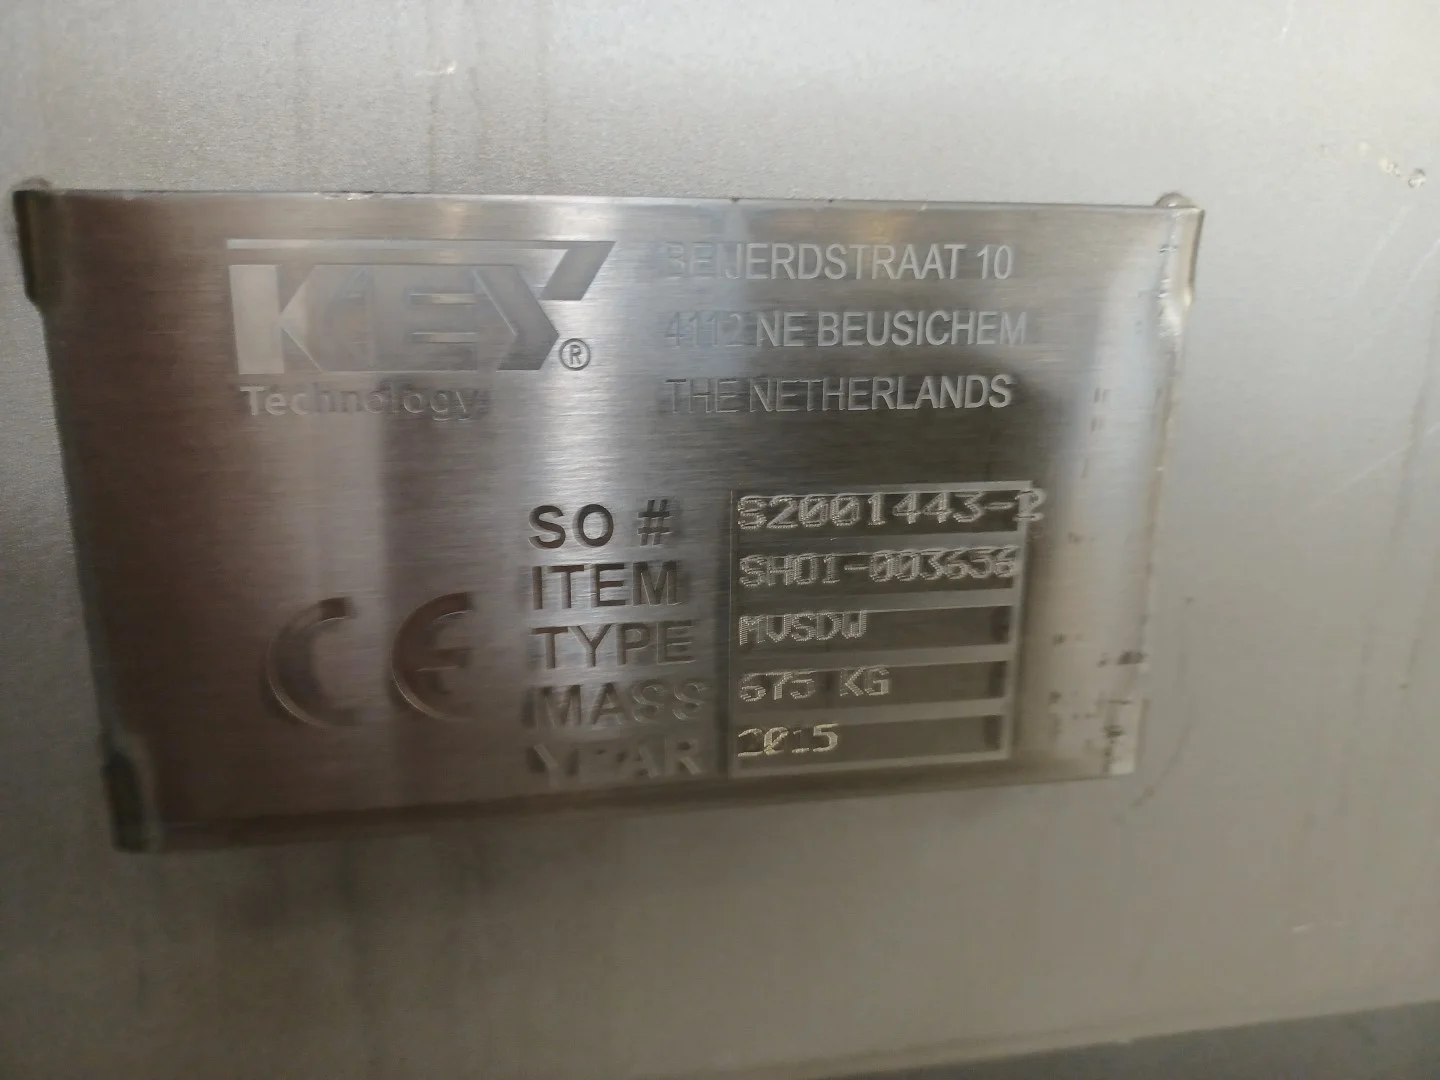 KEY®
Technology
BEIJERDSTRAAT 10
4112 NE BEUSICHEM
THE NETHERLANDS
CE
SO # S2001443-2
ITEM SH01-003636
TYPE MVSDW
MASS 675 KG
YEAR 2015